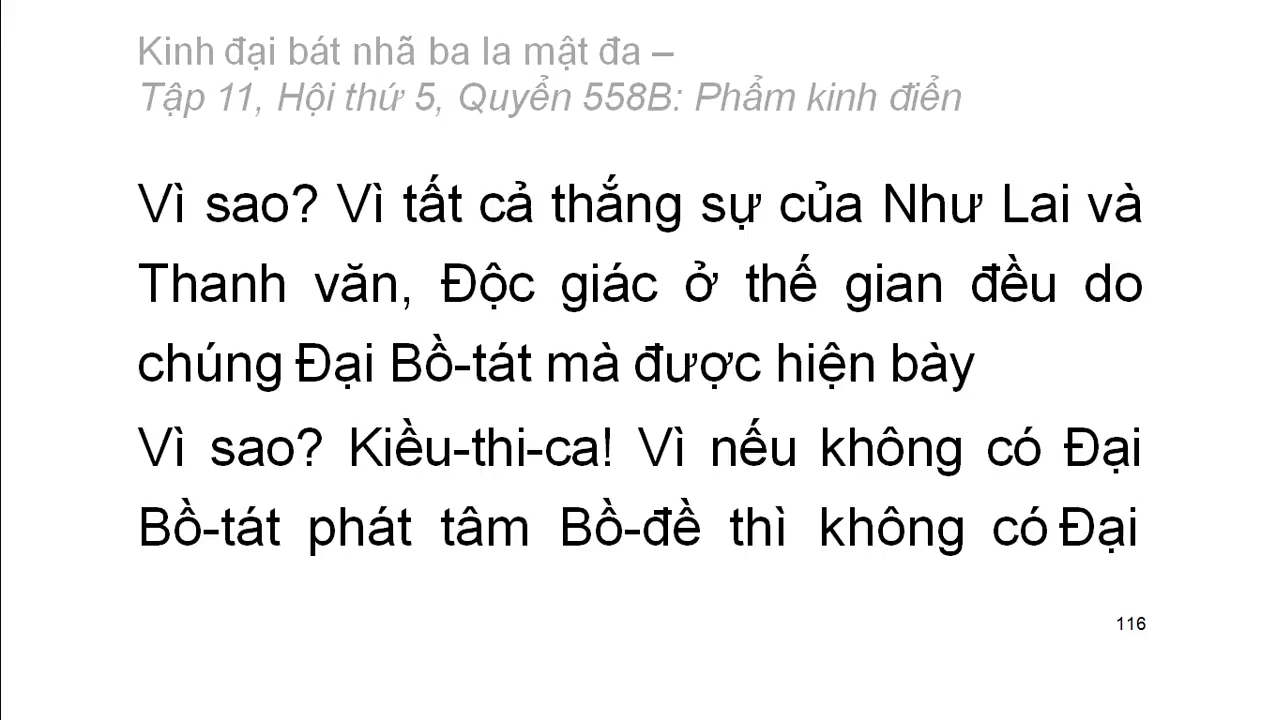 Kinh đại bát nhã ba la mật đa –
Tập 11, Hội thứ 5, Quyển 558B: Phẩm kinh điển
Vì sao? Vì tất cả thắng sự của Như Lai và
Thanh văn, Độc giác ở thế gian đều do
chúng Đại Bồ-tát mà được hiện bày
Vì sao? Kiều-thi-ca! Vì nếu không có Đại
Bồ-tát phát tâm Bồ-đề thì không có Đại
116